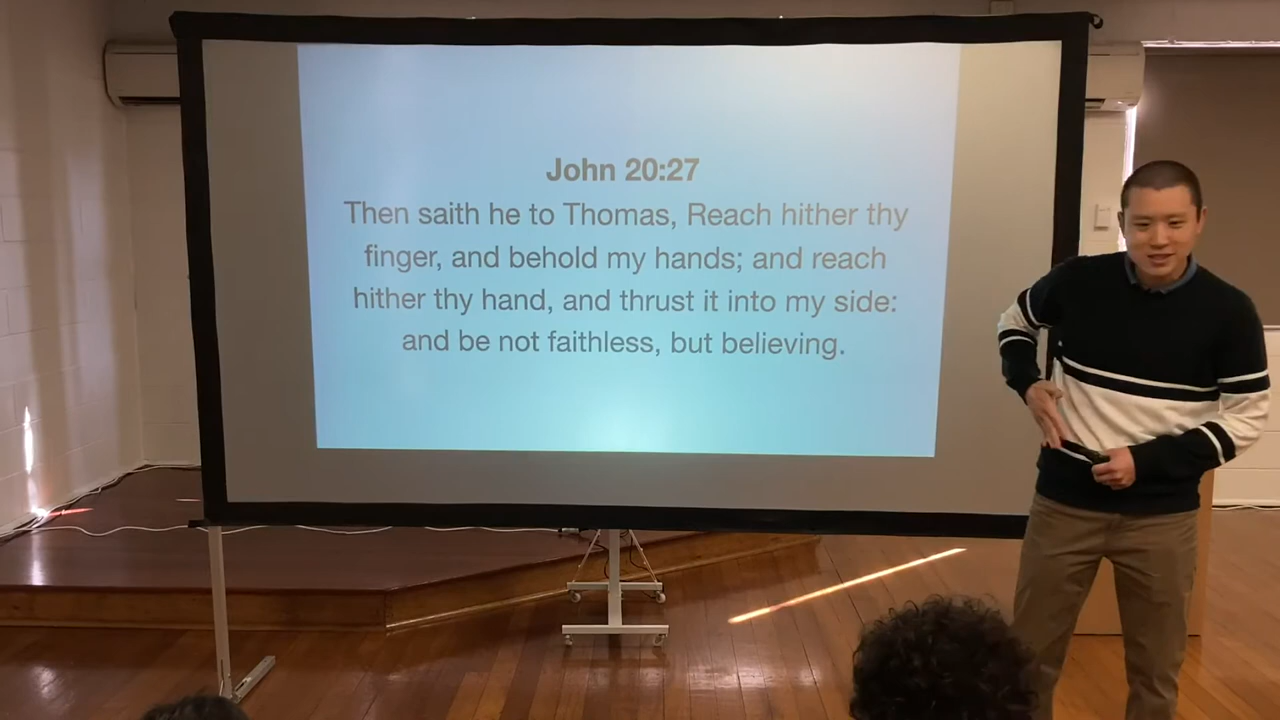 John 20:27
Then saith he to Thomas, Reach hither thy
finger, and behold my hands; and reach
hither thy hand, and thrust it into my side:
and be not faithless, but believing.